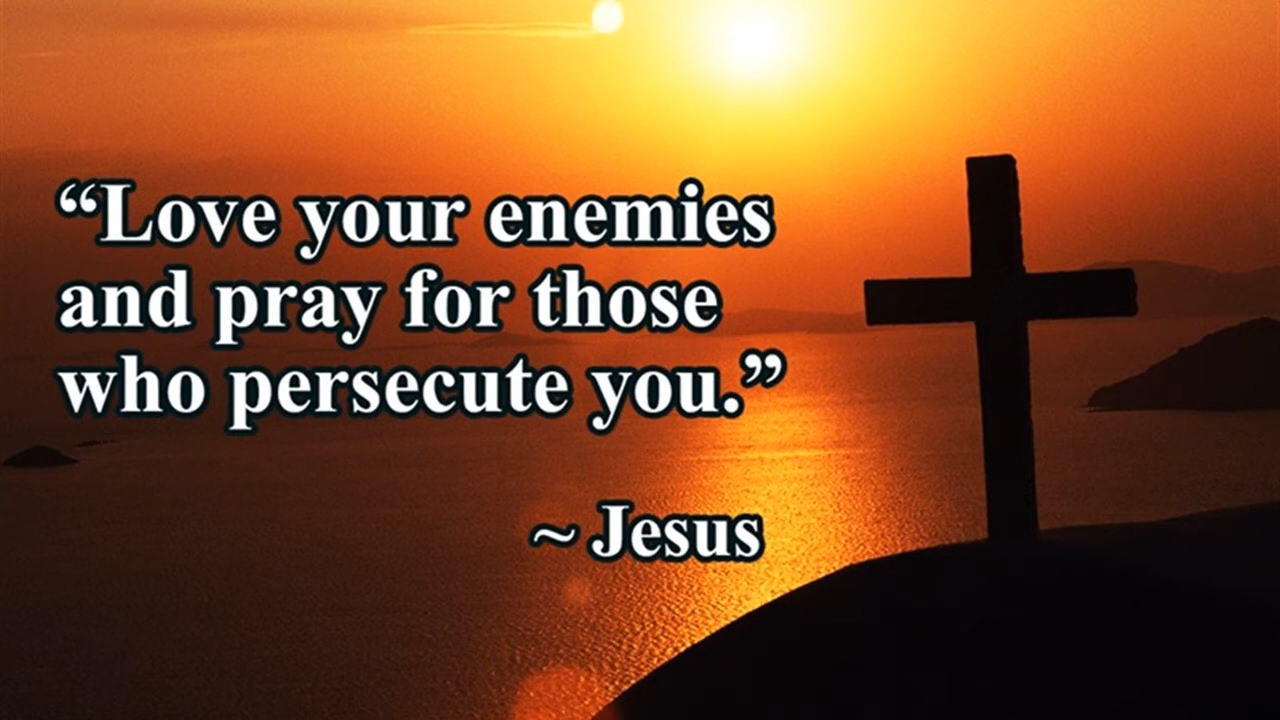 “Love your enemies
and pray for those
who persecute you.”
~ Jesus